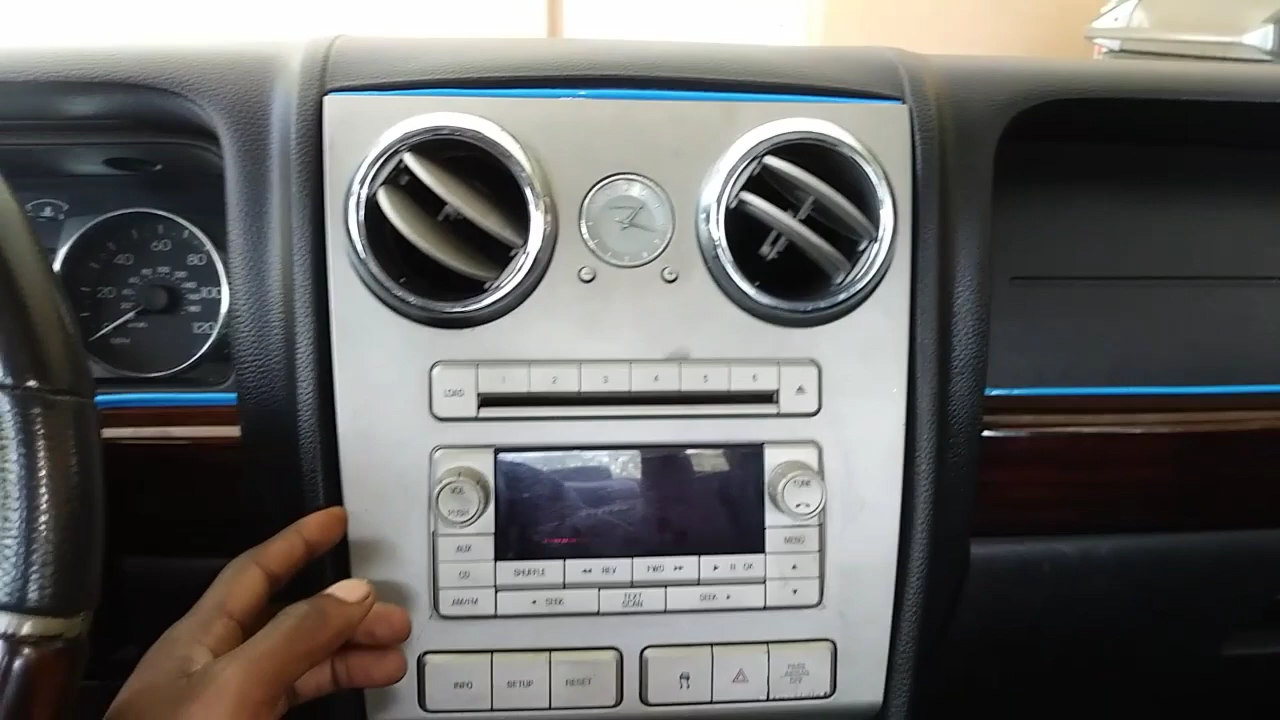 60
40
80
20
100
120
MPH
LOAD
1
2
3
4
5
6
VOL
PUSH
TUNE
AUX
MENU
CD
SHUFFLE
REV
FWD
OK
AM/FM
SEEK
TEXT
SCAN
SEEK
INFO
SETUP
RESET
PASS
AIRBAG
OFF